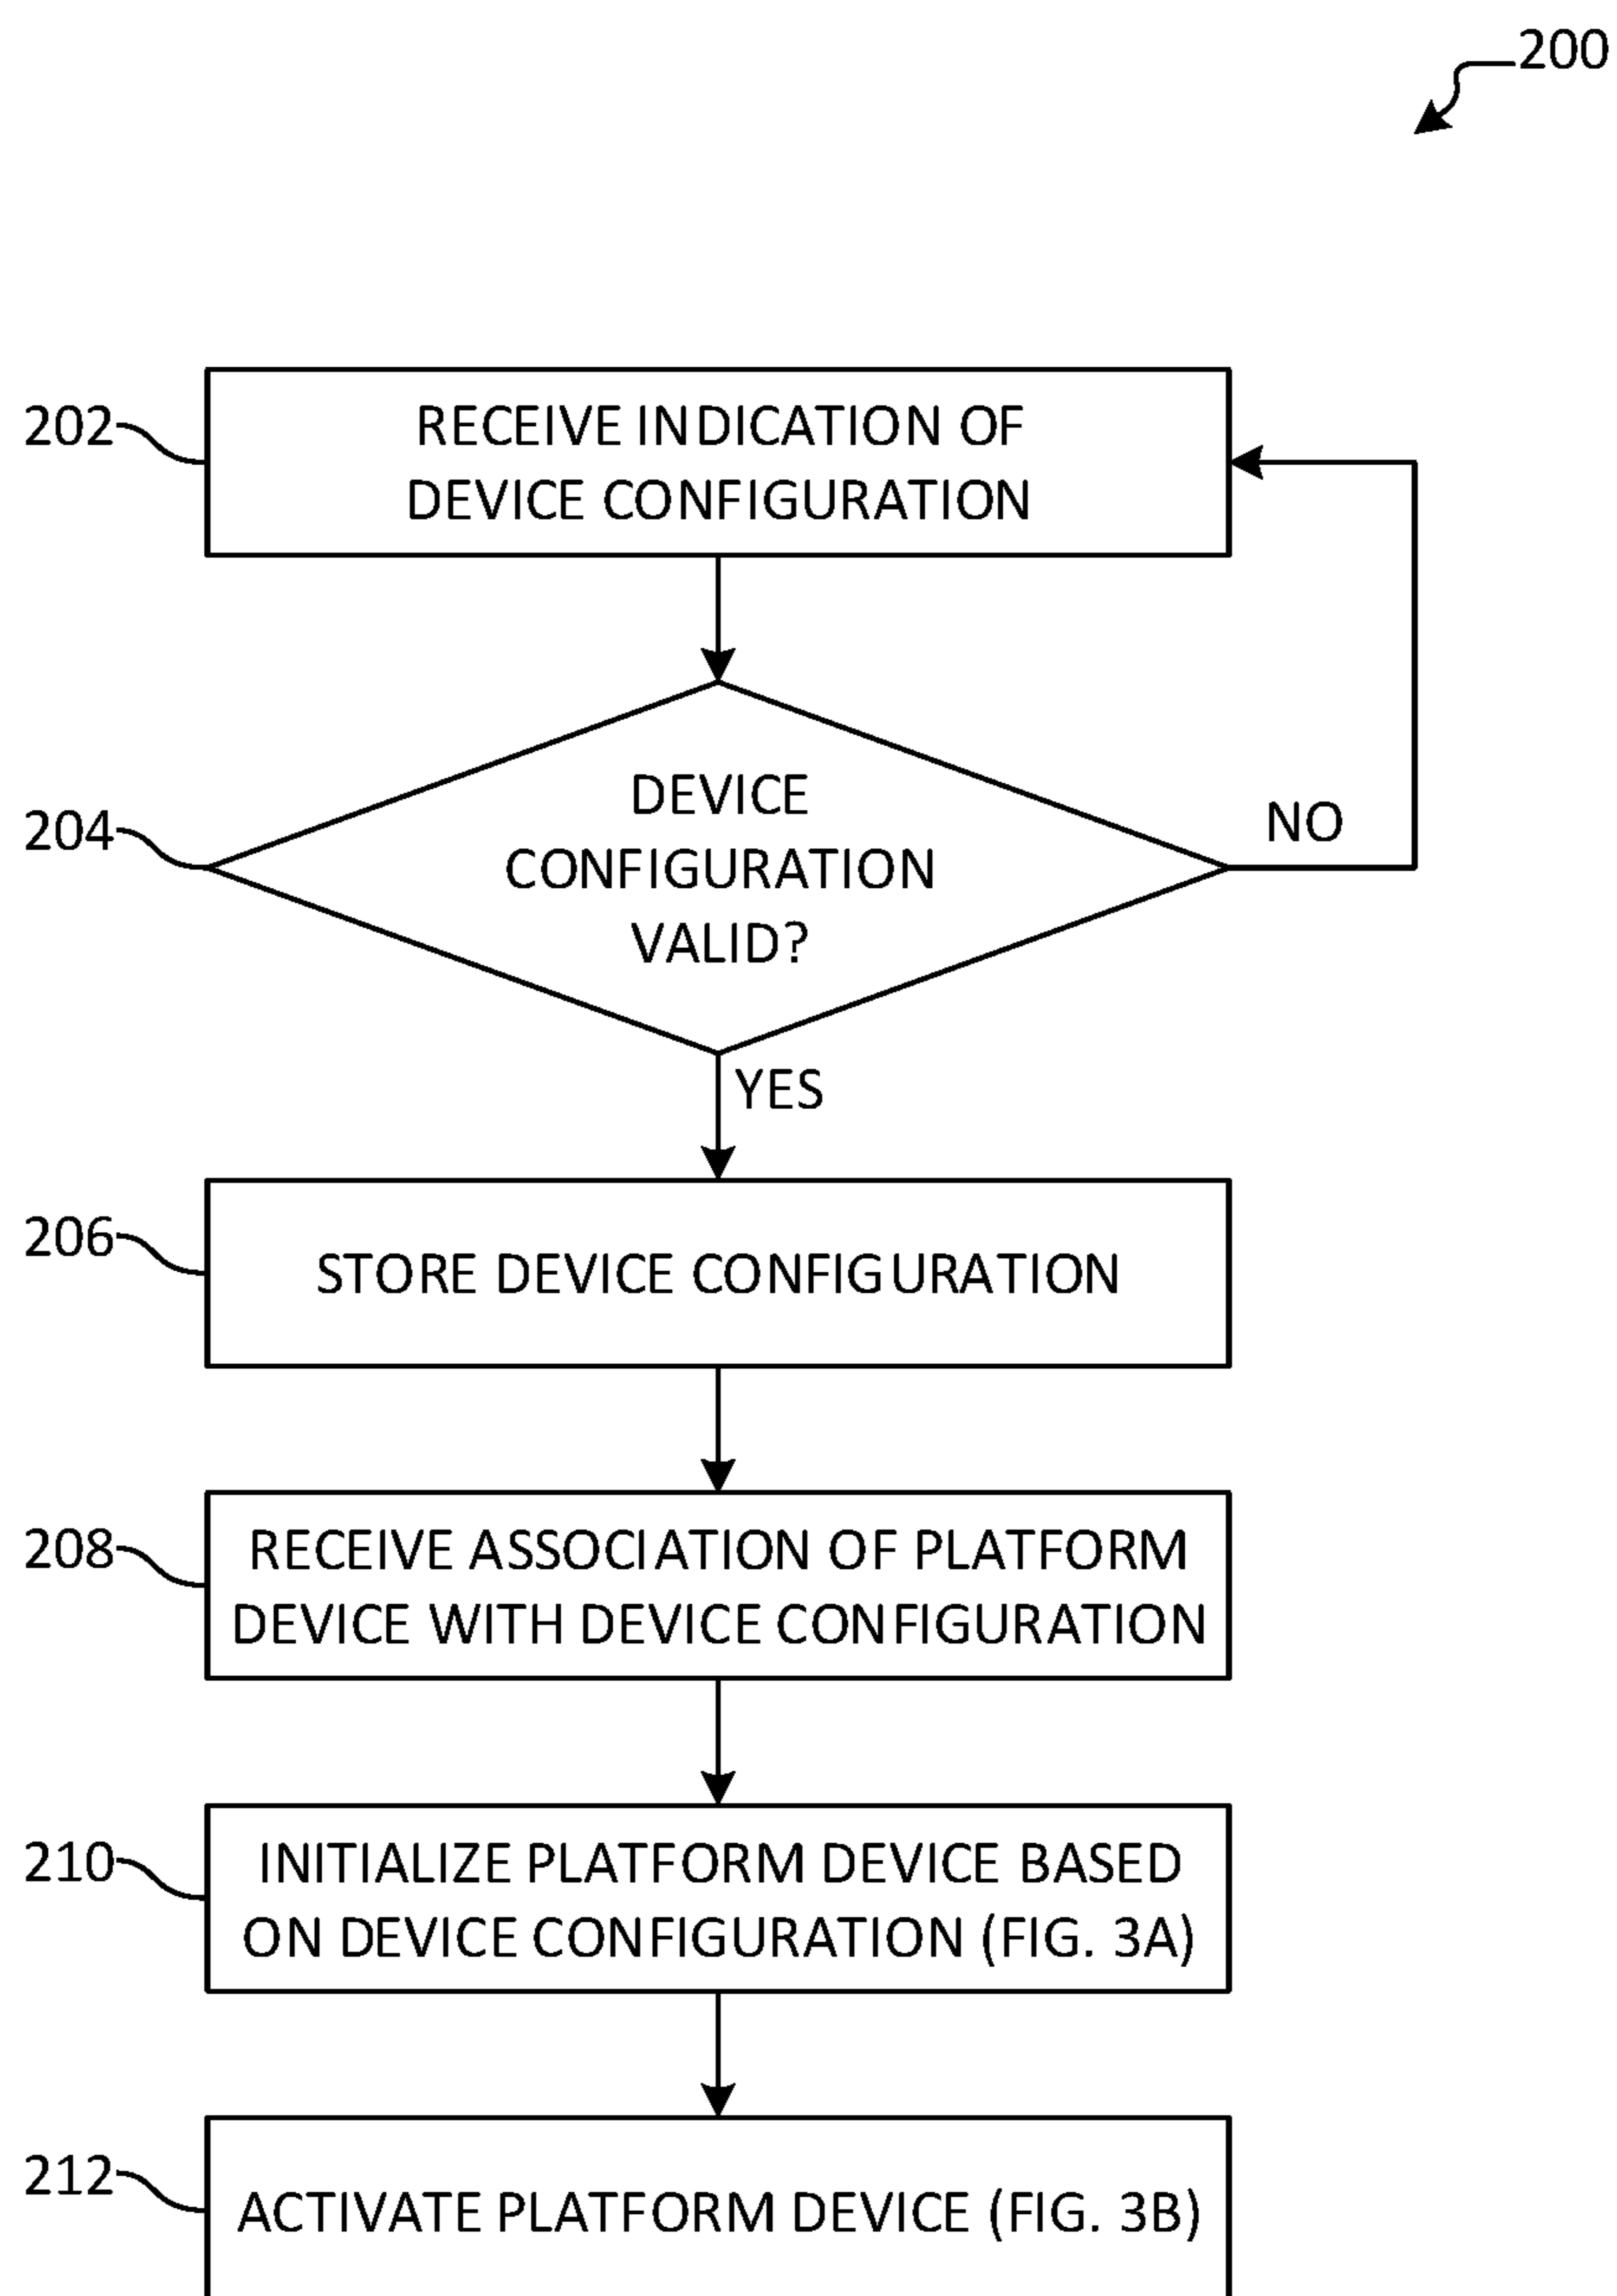 200
202
RECEIVE INDICATION OF
DEVICE CONFIGURATION
204
DEVICE
CONFIGURATION
VALID?
NO
YES
206
STORE DEVICE CONFIGURATION
208
RECEIVE ASSOCIATION OF PLATFORM
DEVICE WITH DEVICE CONFIGURATION
210
INITIALIZE PLATFORM DEVICE BASED
ON DEVICE CONFIGURATION (FIG. 3A)
212
ACTIVATE PLATFORM DEVICE (FIG. 3B)